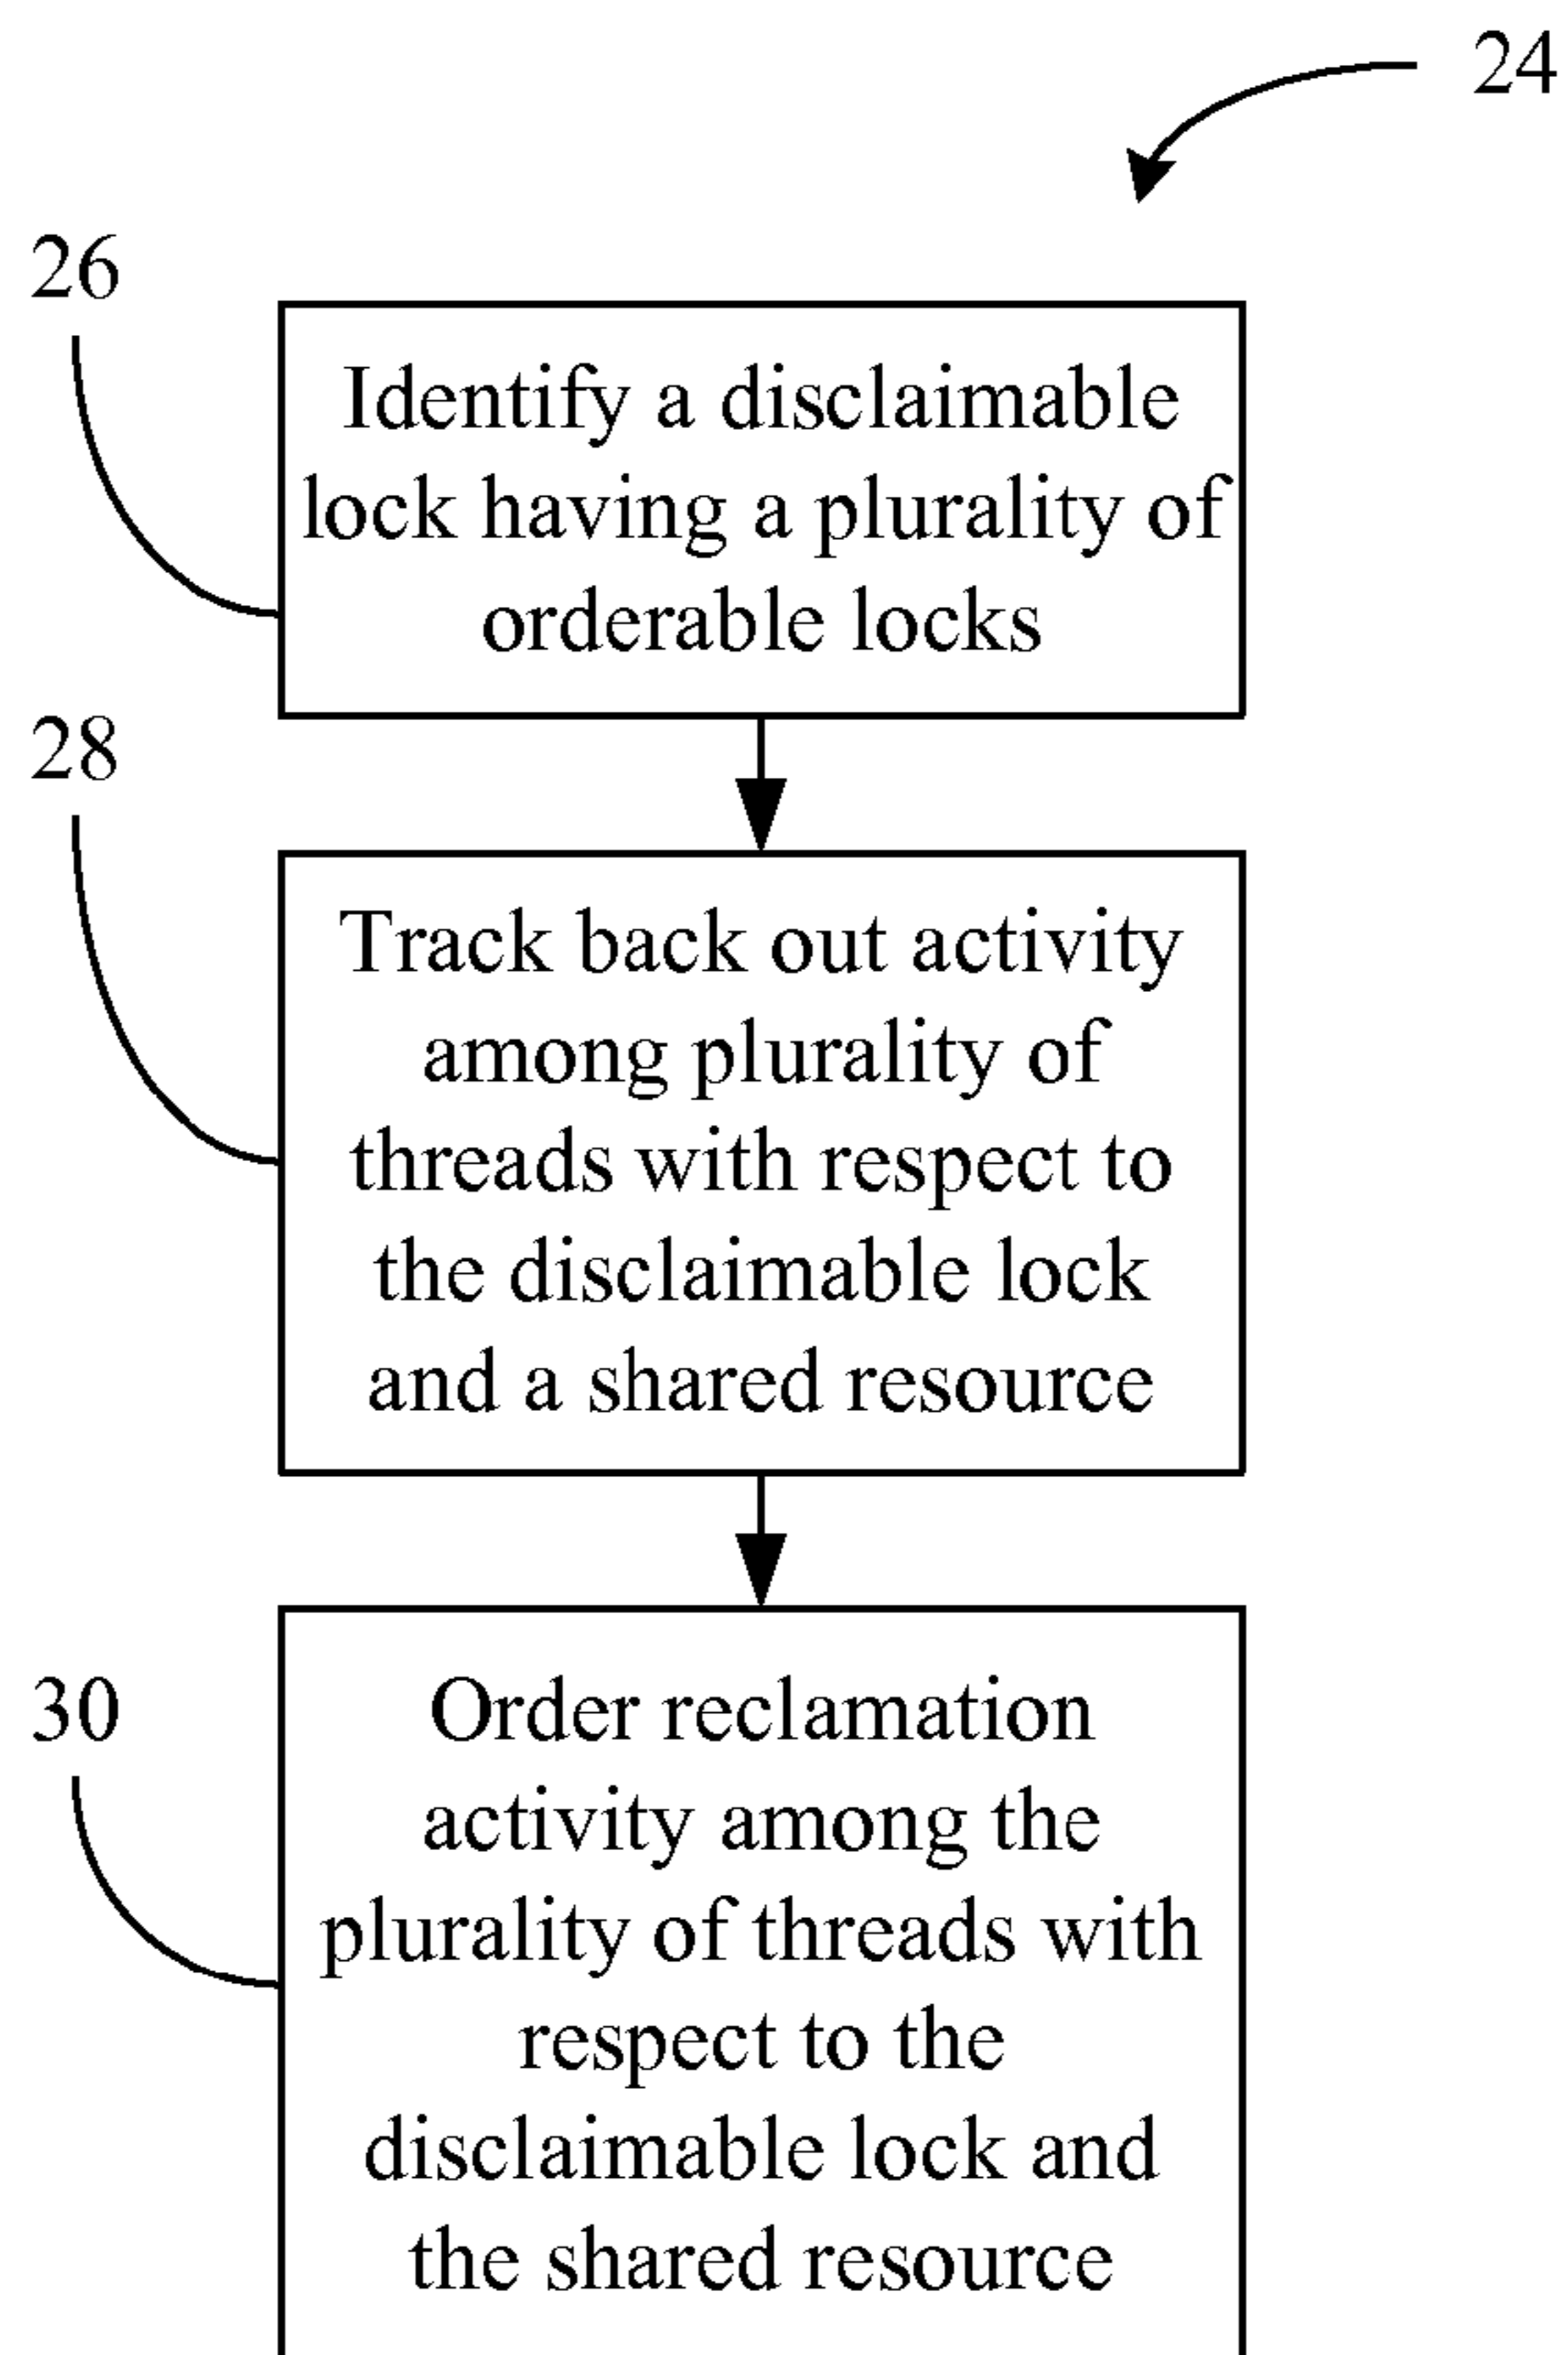 24
26
Identify a disclaimable
lock having a plurality of
orderable locks
28
Track back out activity
among plurality of
threads with respect to
the disclaimable lock
and a shared resource
30
Order reclamation
activity among the
plurality of threads with
respect to the
disclaimable lock and
the shared resource